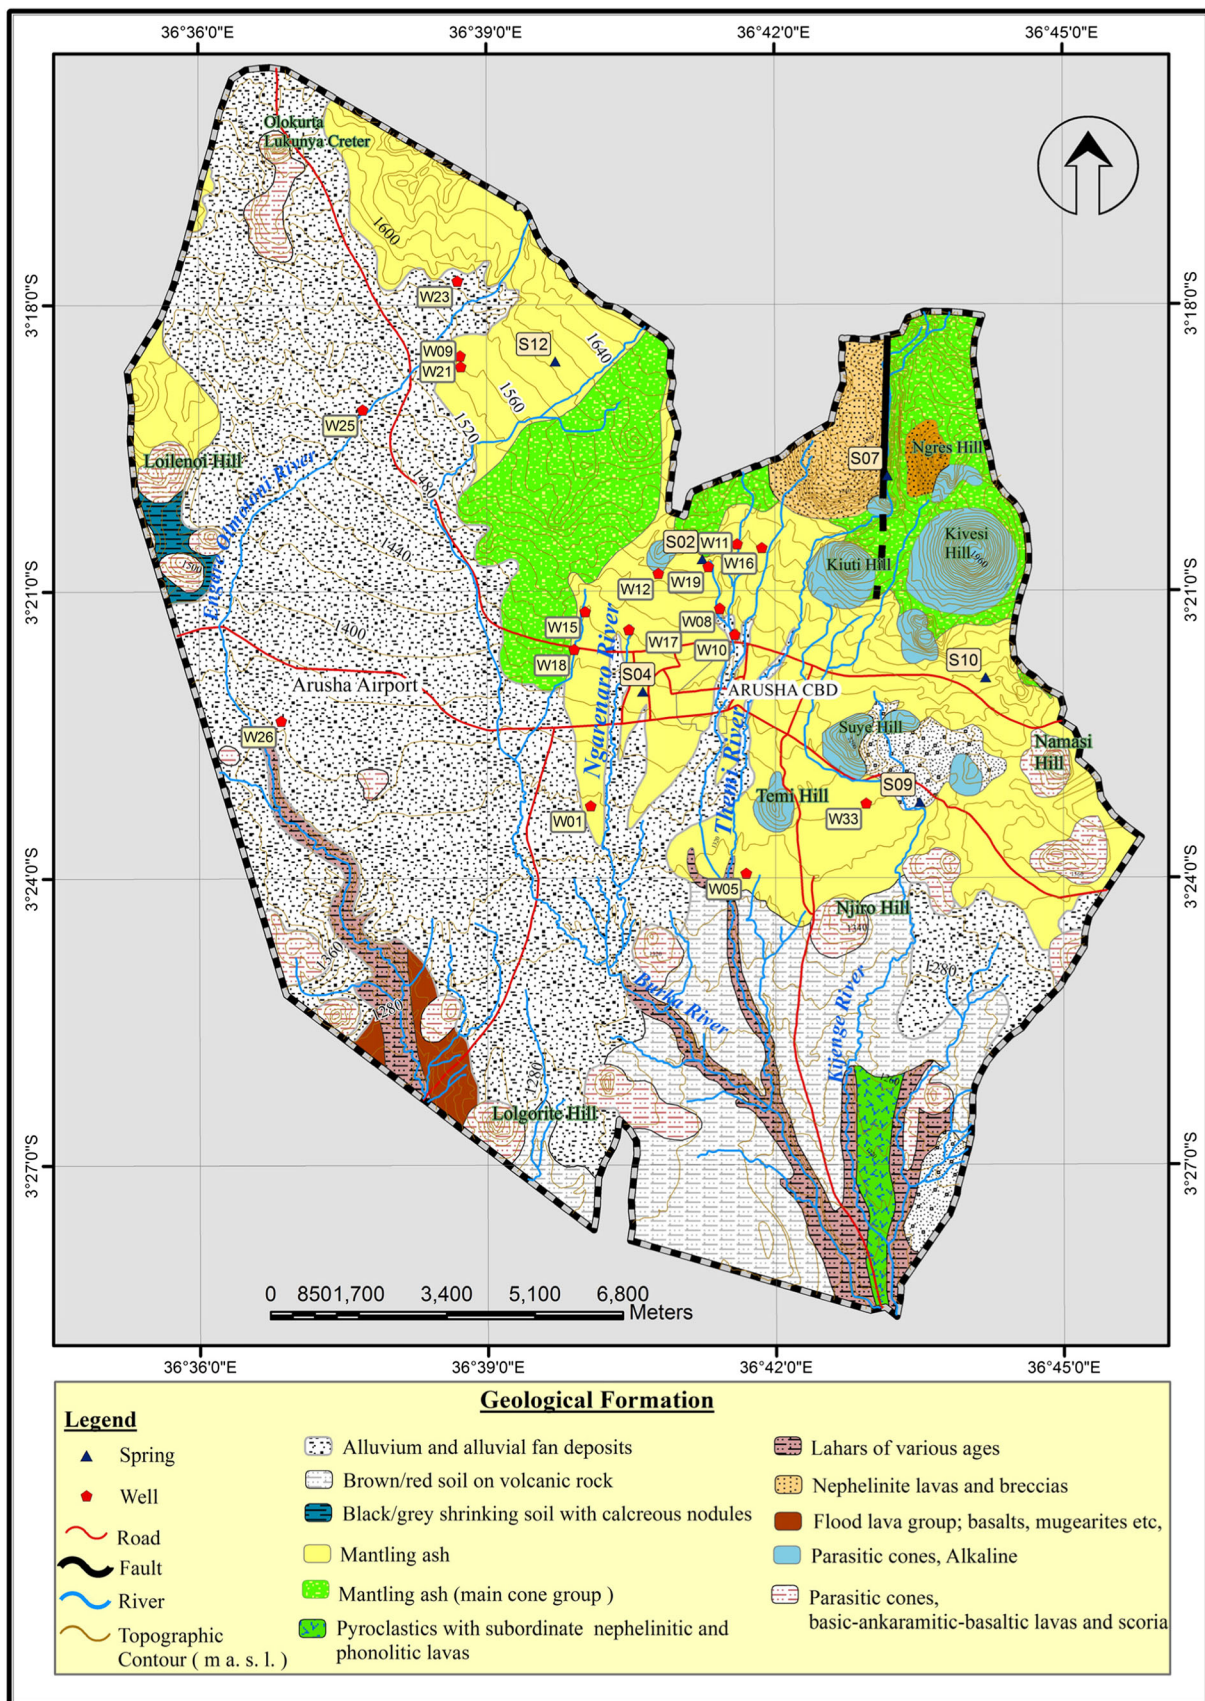 36°36'0"E
36°39'0"E
36°42'0"E
36°45'0"E
Olokurta
Lukunya Creter
1600
3°18'0"S
3°18'0"S
W23
S12
1640
W09
W21
1560
W25
1520
Loilenoi Hill
S07
Ngres Hill
1480
Engare Olmotoni River
1440
Kivesi
Hill
1960
S02
W11
W16
Kiuti Hill
1500
W12
W19
3°21'0"S
3°21'0"S
1400
W15
W08
W17
W10
W18
S10
S04
Arusha Airport
ARUSHA CBD
Ngarenaro River
Themi River
W26
Suye Hill
Namasi
Hill
S09
Temi Hill
W01
W33
3°24'0"S
3°24'0"S
W05
Njiro Hill
1340
1360
1280
1280
Burka River
Kijenge River
1280
1260
Lolgorite Hill
3°27'0"S
3°27'0"S
0 850 1,700 3,400 5,100 6,800
Meters
36°36'0"E
36°39'0"E
36°42'0"E
36°45'0"E
Geological Formation
Legend
Spring
Well
Road
Fault
River
Topographic
Contour ( m a. s. l. )
Alluvium and alluvial fan deposits
Brown/red soil on volcanic rock
Black/grey shrinking soil with calcreous nodules
Mantling ash
Mantling ash (main cone group )
Pyroclastics with subordinate nephelinitic and
phonolitic lavas
Lahars of various ages
Nephelinite lavas and breccias
Flood lava group; basalts, mugearites etc,
Parasitic cones, Alkaline
Parasitic cones,
basic-ankaramitic-basaltic lavas and scoria